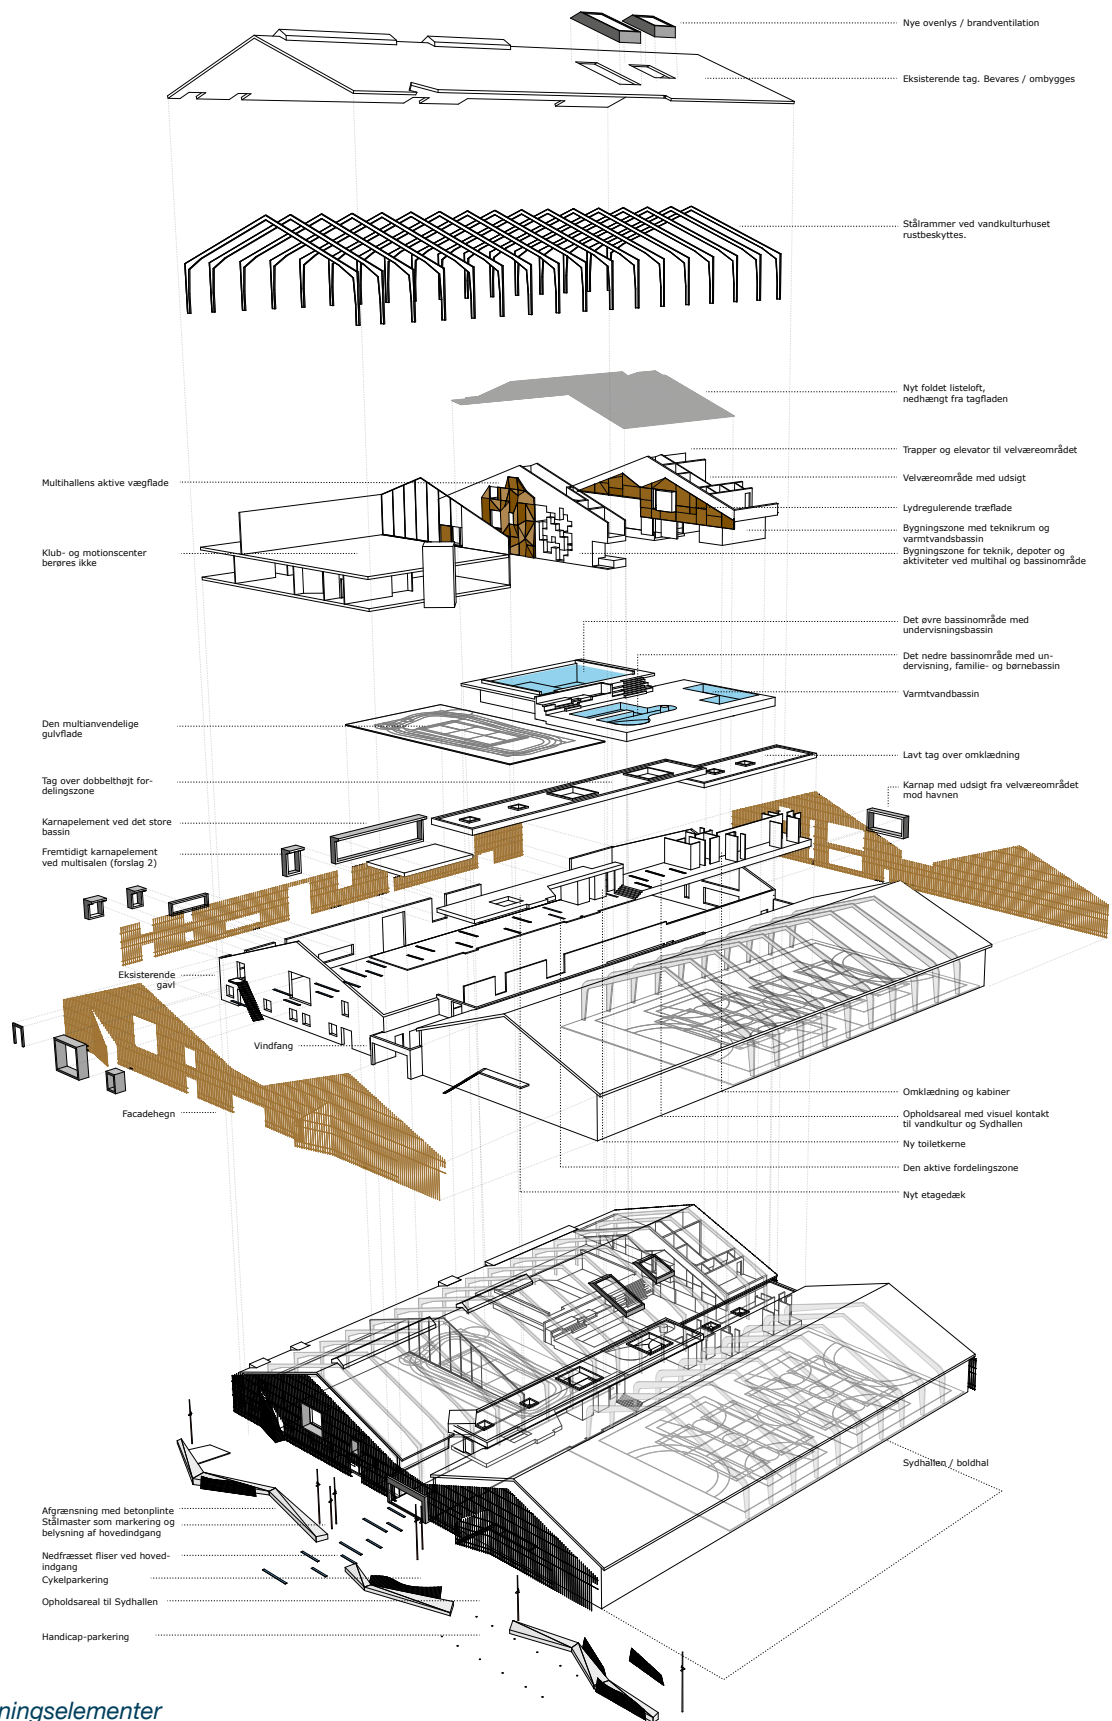 Nye ovenlys / brandventilation
Eksisterende tag. Bevares / ombygges
Stålrammer ved vandkulturhuset
rustbeskyttes.
Nyt foldet listeloft,
nedhængt fra tagfladen
Trapper og elevator til velværeområdet
Multihallens aktive vægflade
Velværeområde med udsigt
Lydregulerende træflade
Bygningszone med teknikrum og
varmtvandsbassin
Klub- og motionscenter
berøres ikke
Bygningszone for teknik, depoter og
aktiviteter ved multihal og bassinområde
Det øvre bassinområde med
undervisningsbassin
Det nedre bassinområde med un-
dervisning, familie- og børnebassin
Varmtvandbassin
Den multianvendelige
gulvflade
Lavt tag over omklædning
Tag over dobbelthøjt for-
delingszone
Karnap med udsigt fra velværeområdet
mod havnen
Karnapelement ved det store
bassin
Fremtidigt karnapelement
ved multisalen (forslag 2)
Eksisterende
gavl
Vindfang
Facadehegn
Omklædning og kabiner
Opholdsareal med visuel kontakt
til vandkultur og Sydhallen
Ny toiletkerne
Den aktive fordelingszone
Nyt etagedæk
Sydhallen / boldhal
Afgrænsning med betonplinte
Stålmaster som markering og
belysning af hovedindgang
Nedfræsset fliser ved hoved-
indgang
Cykelparkering
Opholdsareal til Sydhallen
Handicap-parkering
ningselementer